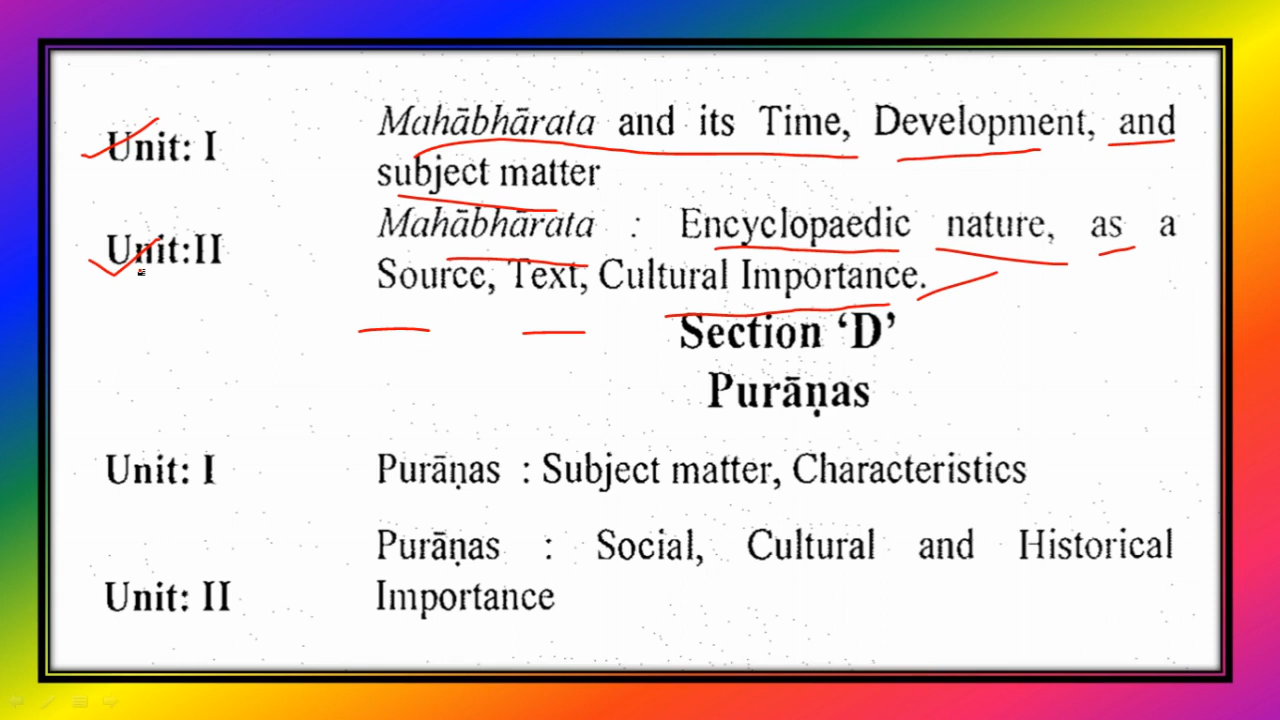 Unit: I Mahābhārata and its Time, Development, and
subject matter
Unit:II Mahābhārata : Encyclopaedic nature, as a
Source, Text, Cultural Importance.
Section ‘D’
Purāṇas
Unit: I Purāṇas : Subject matter, Characteristics
Purāṇas : Social, Cultural and Historical
Unit: II Importance